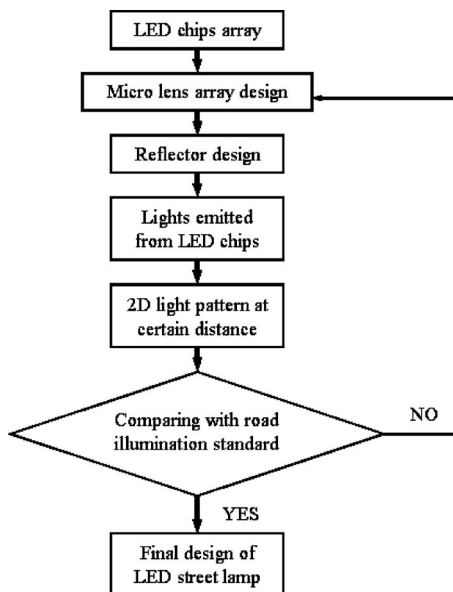 LED chips array
Micro lens array design
Reflector design
Lights emitted
from LED chips
2D light pattern at
certain distance
Comparing with road
illumination standard
NO
YES
Final design of
LED street lamp